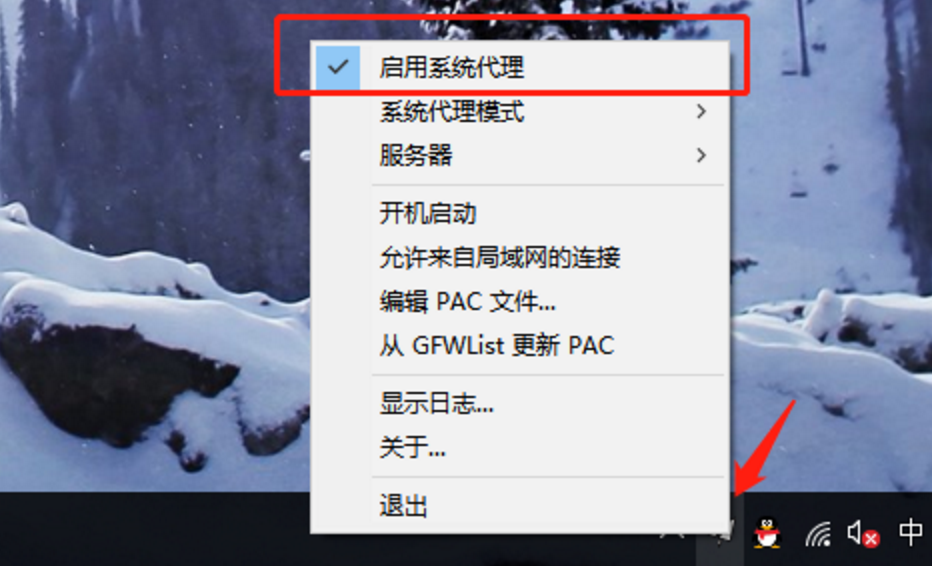 启用系统代理
系统代理模式
服务器
开机启动
允许来自局域网的连接
编辑 PAC 文件...
从 GFWList 更新 PAC
显示日志...
关于...
退出
中